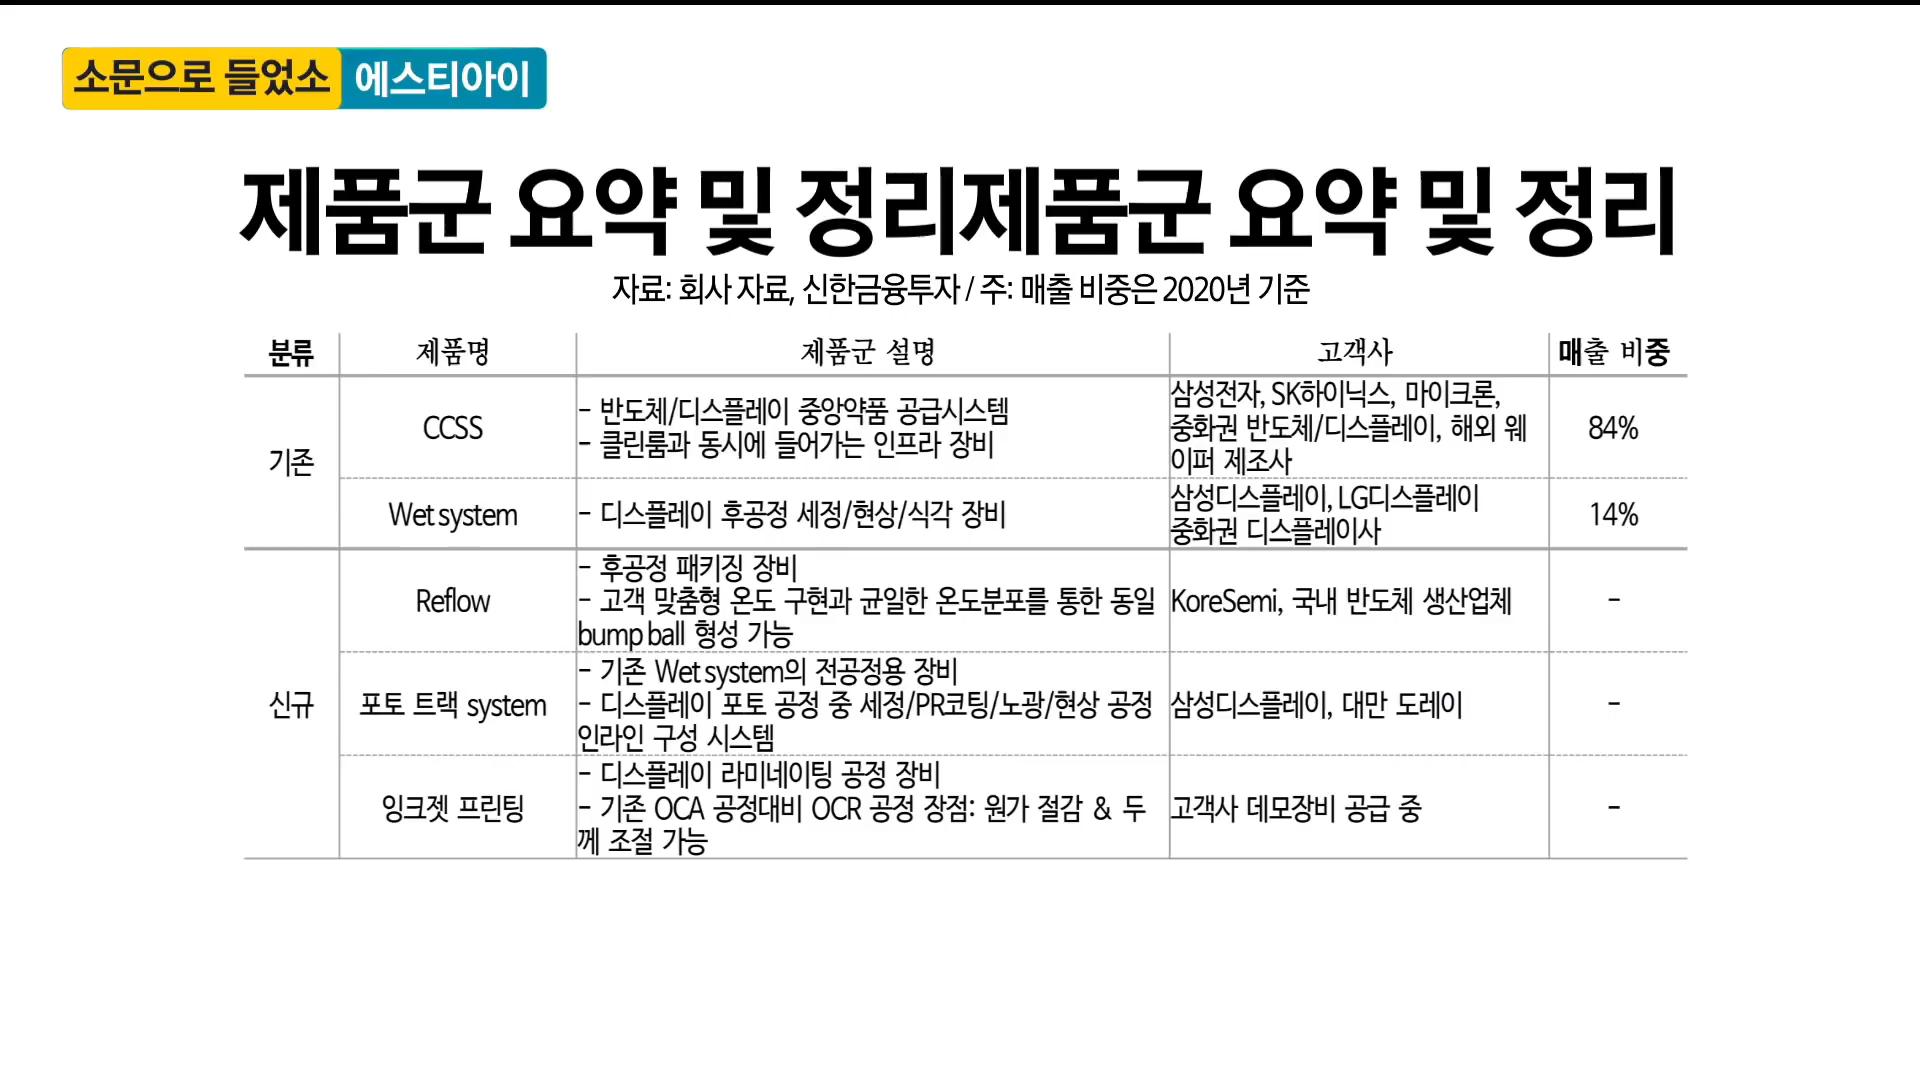 소문으로 들었소 에스티아이
제품군 요약 및 정리제품군 요약 및 정리
자료: 회사 자료, 신한금융투자 / 주: 매출 비중은 2020년 기준
분류 제품명 제품군 설명 고객사 매출 비중
기존
CCSS
- 반도체/디스플레이 중앙약품 공급시스템
- 클린룸과 동시에 들어가는 인프라 장비
삼성전자, SK하이닉스, 마이크론,
중화권 반도체/디스플레이, 해외 웨
이퍼 제조사
84%
Wet system
- 디스플레이 후공정 세정/현상/식각 장비
삼성디스플레이, LG디스플레이
중화권 디스플레이사
14%
신규
Reflow
- 후공정 패키징 장비
- 고객 맞춤형 온도 구현과 균일한 온도분포를 통한 동일
bump ball 형성 가능
KoreSemi, 국내 반도체 생산업체
-
포토 트랙 system
- 기존 Wet system의 전공정용 장비
- 디스플레이 포토 공정 중 세정/PR코팅/노광/현상 공정
인라인 구성 시스템
삼성디스플레이, 대만 도레이
-
잉크젯 프린팅
- 디스플레이 라미네이팅 공정 장비
- 기존 OCA 공정대비 OCR 공정 장점: 원가 절감 & 두
께 조절 가능
고객사 데모장비 공급 중
-